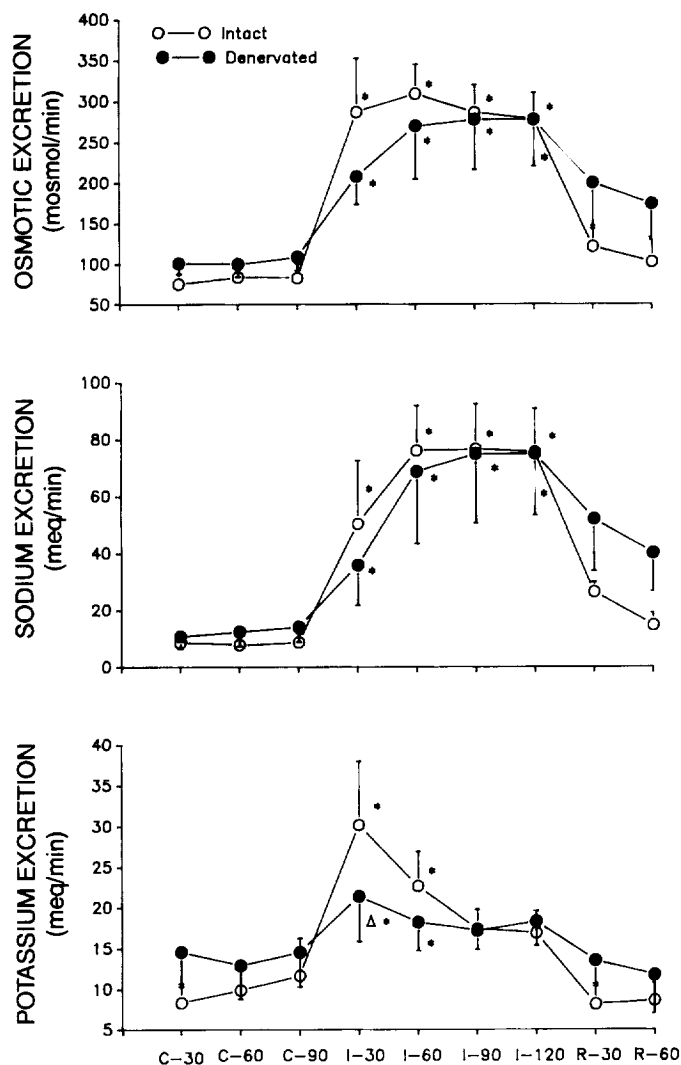 Intact
Denervated
OSMOTIC EXCRETION
(mosmol/min)
400
350
300
250
200
150
100
50
* * * * * * * *
SODIUM EXCRETION
(meq/min)
100
80
60
40
20
0
* * * * * * * *
POTASSIUM EXCRETION
(meq/min)
40
35
30
25
20
15
10
5
* * Δ * *
C-30 C-60 C-90 I-30 I-60 I-90 I-120 R-30 R-60